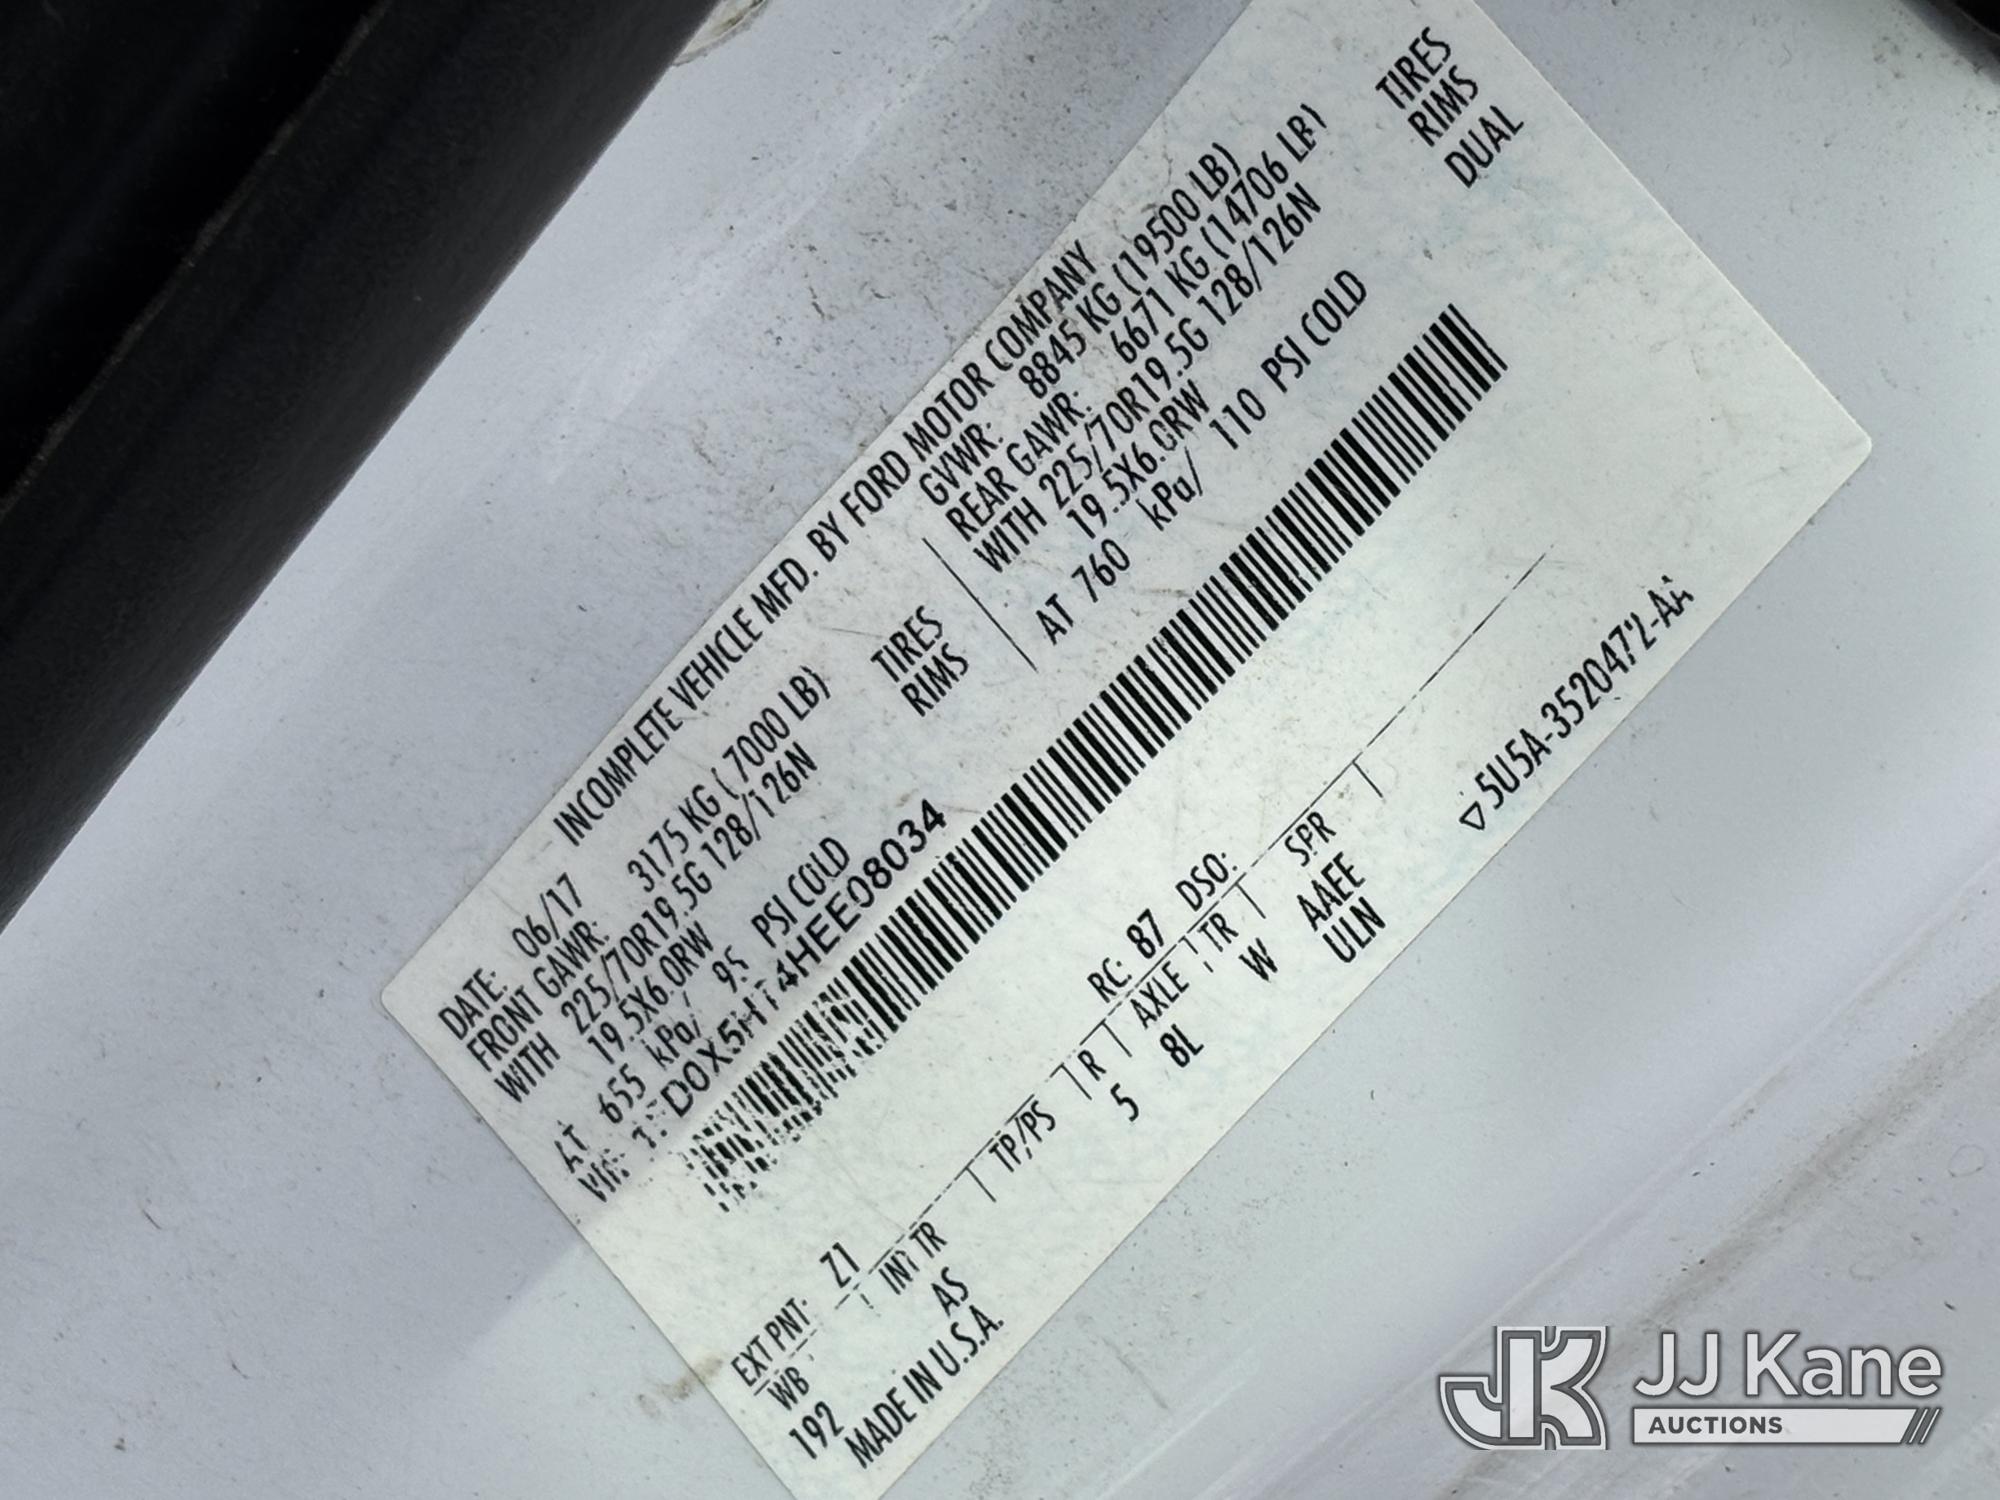 INCOMPLETE VEHICLE MFD. BY FORD MOTOR COMPANY
DATE: 06/17 GVWR: 8845 KG (19500 LB)
FRONT GAWR: 3175 KG ( 7000 LB) REAR GAWR: 6671 KG (14706 LB)
WITH 225/70R19.5G 128/126N TIRES WITH 225/70R19.5G 128/126N TIRES
19.5X6.0RW RIMS 19.5X6.0RW RIMS
AT 655 kPa/ 95 PSI COLD AT 760 kPa/ 110 PSI COLD DUAL
EXT PNT: Z1 RC: 87 DSO:
WB INT TR TP/PS R AXLE TR SPR
192 AS 5 8L W AAEE
MADE IN U.S.A. ULN
5U5A-3520472-AA
JJ Kane
AUCTIONS